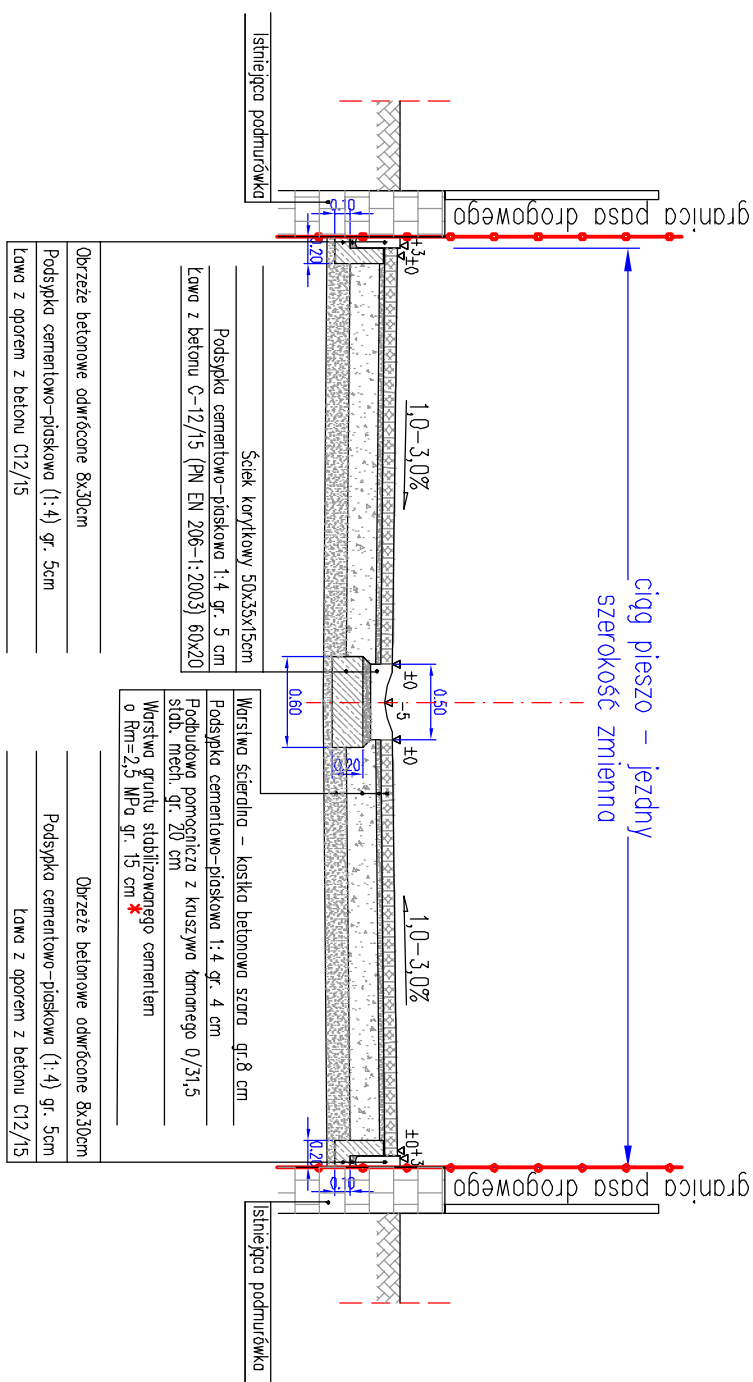 granica pasa drogowego
granica pasa drogowego
ciąg pieszo - jezdny
szerokość zmienna
1,0-3,0%
1,0-3,0%
+3
±0
±0
-5
±0
±0
+3
0.50
0.60
0.20
0.10
0.20
0.10
0.20
Istniejąca podmurówka
Istniejąca podmurówka
Ściek korytkowy 50x35x15cm
Podsypka cementowo-piaskowa 1:4 gr. 5 cm
Ława z betonu C-12/15 (PN EN 206-1:2003) 60x20
Warstwa ścieralna - kostka betonowa szara gr.8 cm
Podsypka cementowo-piaskowa 1:4 gr. 4 cm
Podbudowa pomocnicza z kruszywa łamanego 0/31,5
stab. mech. gr. 20 cm
Warstwa gruntu stabilizowanego cementem
o Rm=2,5 MPa gr. 15 cm *
Obrzeże betonowe odwrócone 8x30cm
Podsypka cementowo-piaskowa (1:4) gr. 5cm
Ława z oporem z betonu C12/15
Obrzeże betonowe odwrócone 8x30cm
Podsypka cementowo-piaskowa (1:4) gr. 5cm
Ława z oporem z betonu C12/15